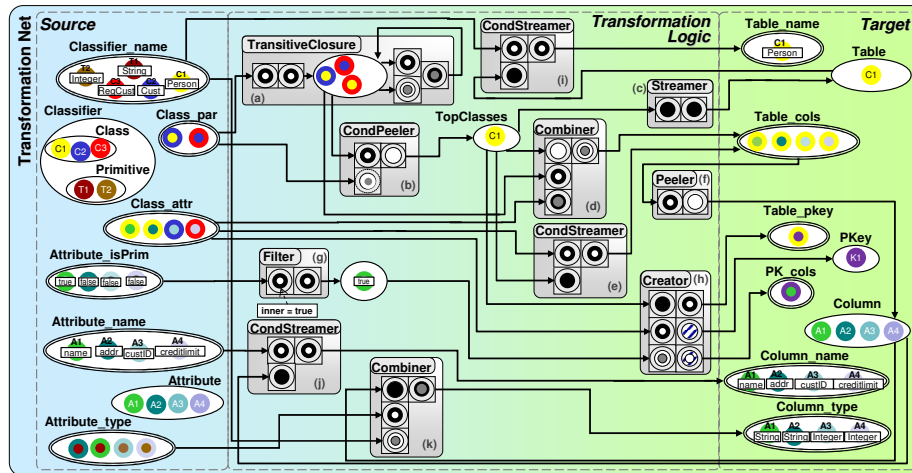 Transformation Net
Source
Transformation
Logic
Target
Classifier_name
T2
Integer
T1
String
RegCust
Cust
C1
Person
Classifier
Class
C1
C2
C3
Primitive
T1
T2
Class_par
Class_attr
Attribute_isPrim
true
false
false
false
Attribute_name
A1
name
A2
addr
A3
custID
A4
creditlimit
Attribute
A1
A2
A3
A4
Attribute_type
TransitiveClosure
(a)
CondPeeler
(b)
TopClasses
C1
CondStreamer
(i)
(c)
Streamer
Combiner
(d)
CondStreamer
(e)
Peeler
(f)
Filter
(g)
inner = true
true
Creator
(h)
CondStreamer
(j)
Combiner
(k)
Table_name
C1
Person
Table
C1
Table_cols
Table_pkey
PKey
K1
PK_cols
Column
A1
A2
A3
A4
Column_name
A1
name
A2
addr
A3
custID
A4
creditlimit
Column_type
A1
String
A2
String
A3
Integer
A4
Integer